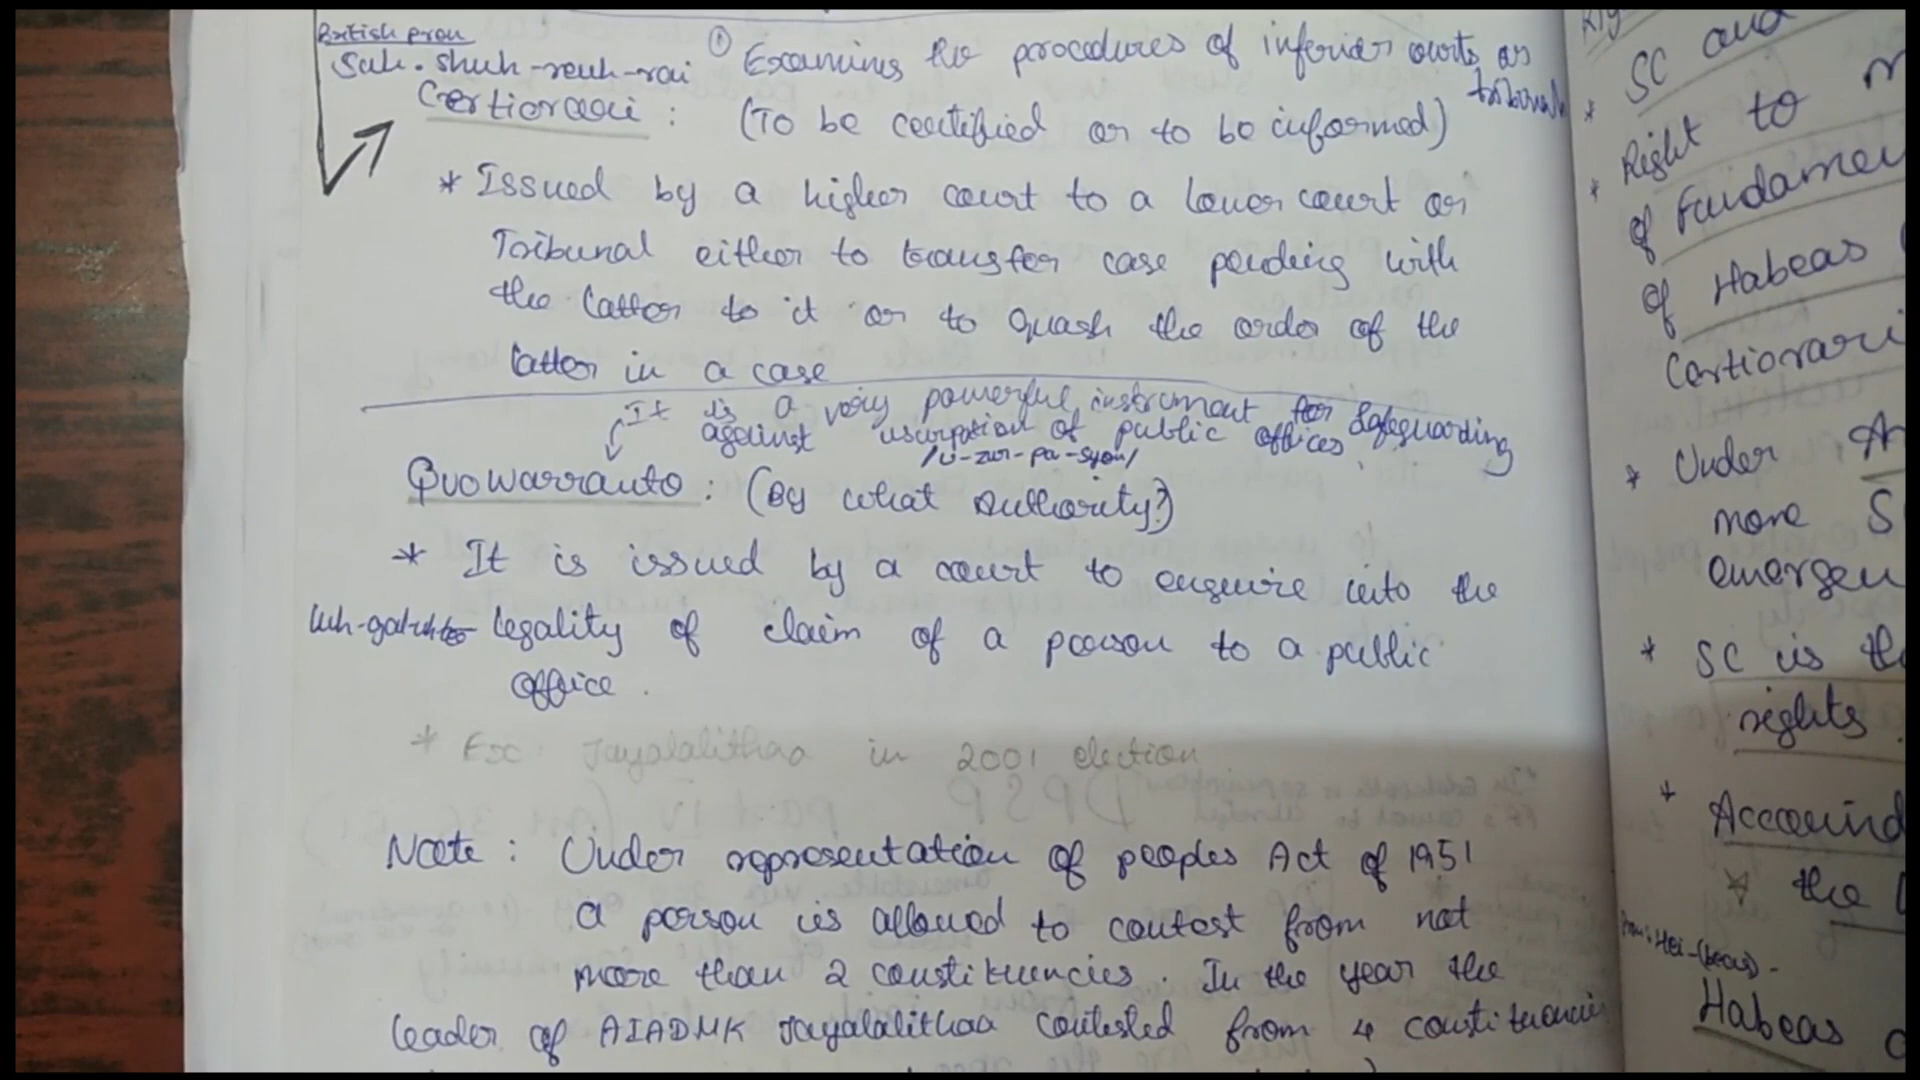 British pron
Suh. shuh-reuh-rai
① Examines the procedures of inferior courts or
tribunals
Certiorari : (To be certified or to be informed)
* Issued by a higher court to a lower court or
Tribunal either to transfer case pending with
the latter to it or to quash the order of the
latter in a case
It is a very powerful instrument for Safeguarding
against usurpation of public offices
/U-zur-pa-syon/
Quo warranto : (By what Authority?)
* It is issued by a court to enquire into the
legality of claim of a person to a public
office.
* Ex: Jayalalithaa in 2001 election
Note : Under representation of peoples Act of 1951
a person is allowed to contest from not
more than 2 constituencies. In the year the
leader of AIADMK Jayalalithaa contested from 4 constituencies
* SC and
* Right to
of Fundamen
of Habeas
Certiorari
* Under A
more S
emergen
* SC is th
rights.
* Accorind
the
Habeas